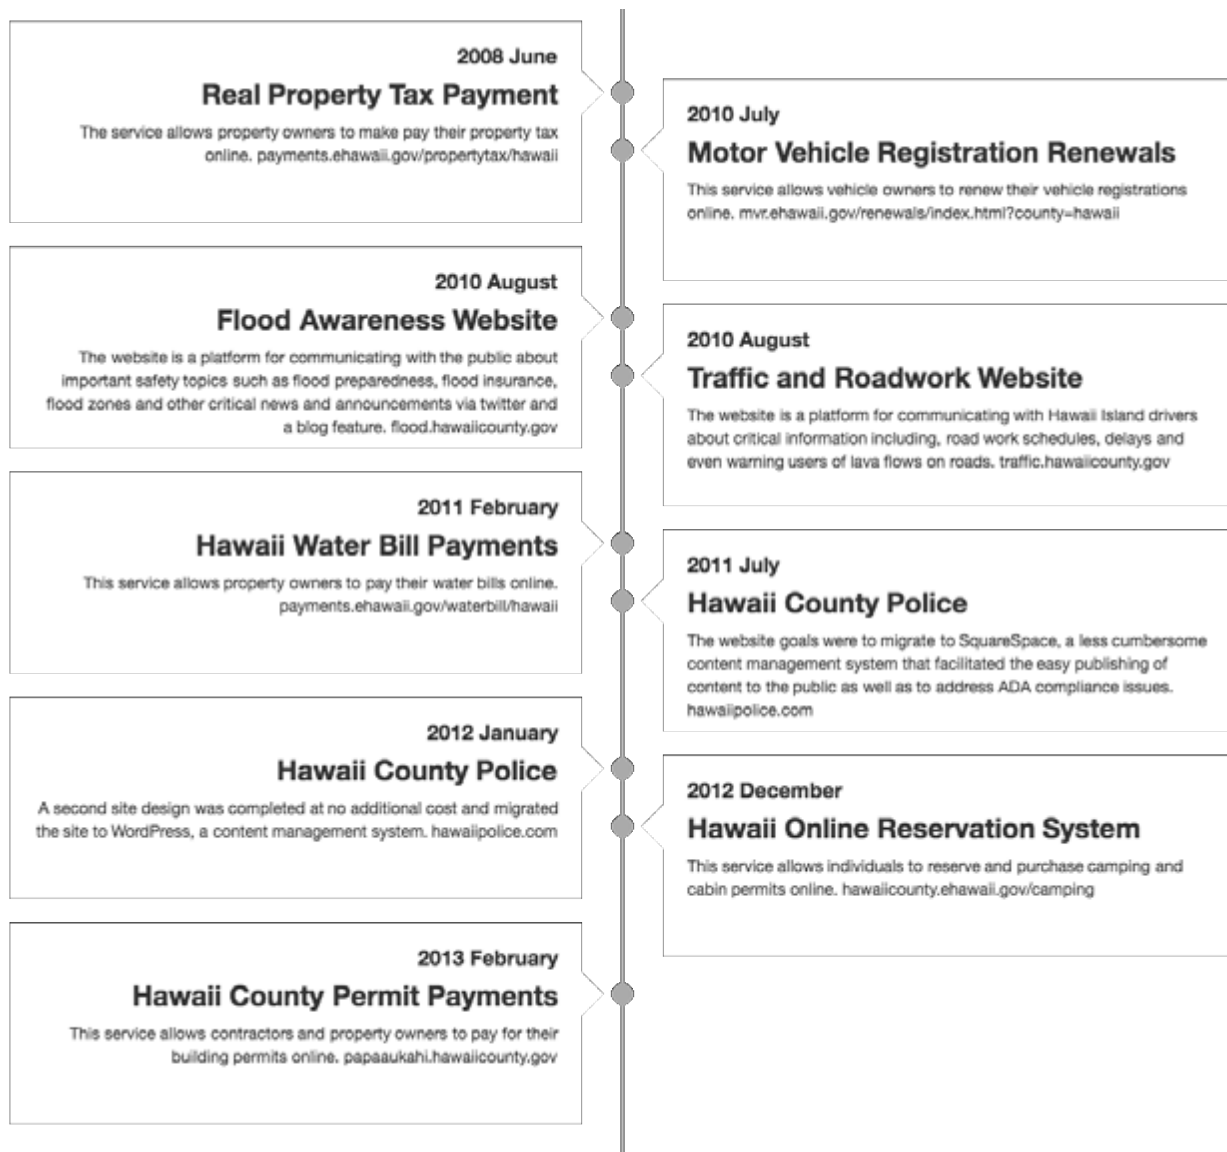 2008 June
Real Property Tax Payment
The service allows property owners to make pay their property tax
online. payments.ehawaii.gov/propertytax/hawaii
2010 July
Motor Vehicle Registration Renewals
This service allows vehicle owners to renew their vehicle registrations
online. mvr.ehawaii.gov/renewals/index.html?county=hawaii
2010 August
Flood Awareness Website
The website is a platform for communicating with the public about
important safety topics such as flood preparedness, flood insurance,
flood zones and other critical news and announcements via twitter and
a blog feature. flood.hawaiicounty.gov
2010 August
Traffic and Roadwork Website
The website is a platform for communicating with Hawaii Island drivers
about critical information including, road work schedules, delays and
even warning users of lava flows on roads. traffic.hawaiicounty.gov
2011 February
Hawaii Water Bill Payments
This service allows property owners to pay their water bills online.
payments.ehawaii.gov/waterbill/hawaii
2011 July
Hawaii County Police
The website goals were to migrate to SquareSpace, a less cumbersome
content management system that facilitated the easy publishing of
content to the public as well as to address ADA compliance issues.
hawaiipolice.com
2012 January
Hawaii County Police
A second site design was completed at no additional cost and migrated
the site to WordPress, a content management system. hawaiipolice.com
2012 December
Hawaii Online Reservation System
This service allows individuals to reserve and purchase camping and
cabin permits online. hawaiicounty.ehawaii.gov/camping
2013 February
Hawaii County Permit Payments
This service allows contractors and property owners to pay for their
building permits online. papaaukahi.hawaiicounty.gov